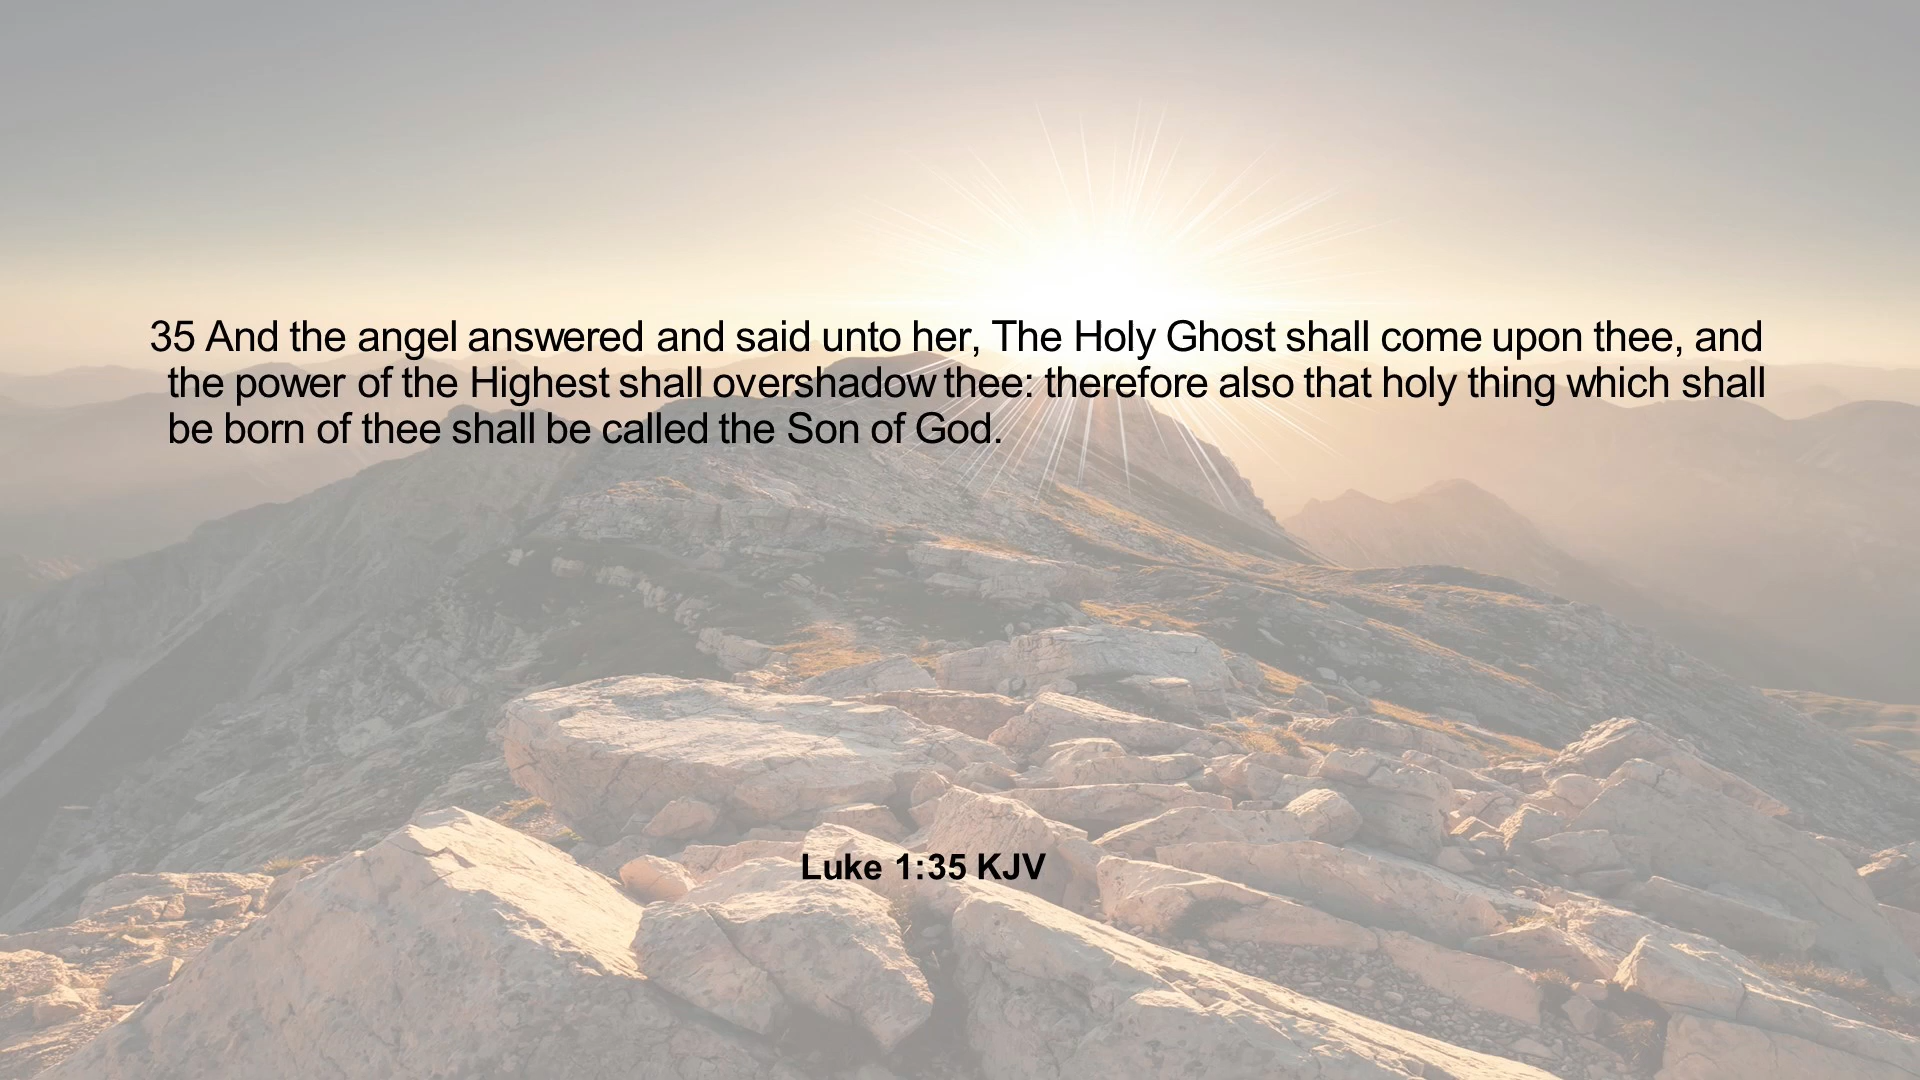 35 And the angel answered and said unto her, The Holy Ghost shall come upon thee, and
the power of the Highest shall overshadow thee: therefore also that holy thing which shall
be born of thee shall be called the Son of God.
Luke 1:35 KJV